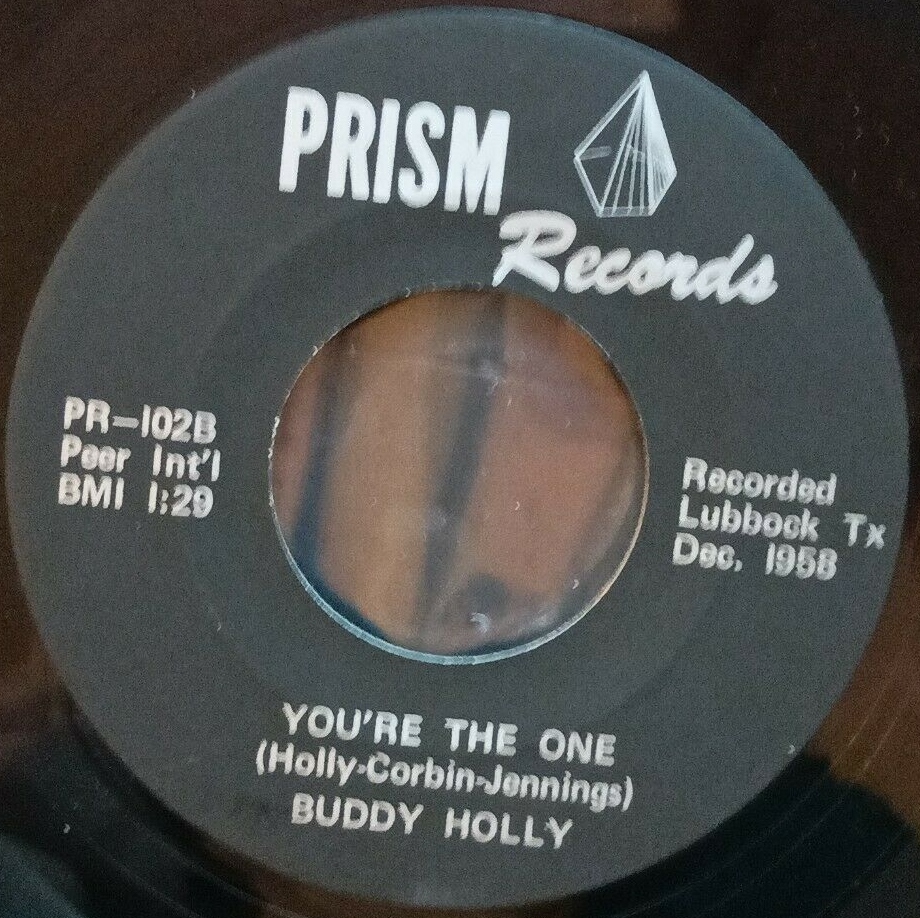 PRISM
Records
PR-102B
Peer Int'l
BMI 1:29
Recorded
Lubbock Tx
Dec. 1958
YOU'RE THE ONE
(Holly-Corbin-Jennings)
BUDDY HOLLY